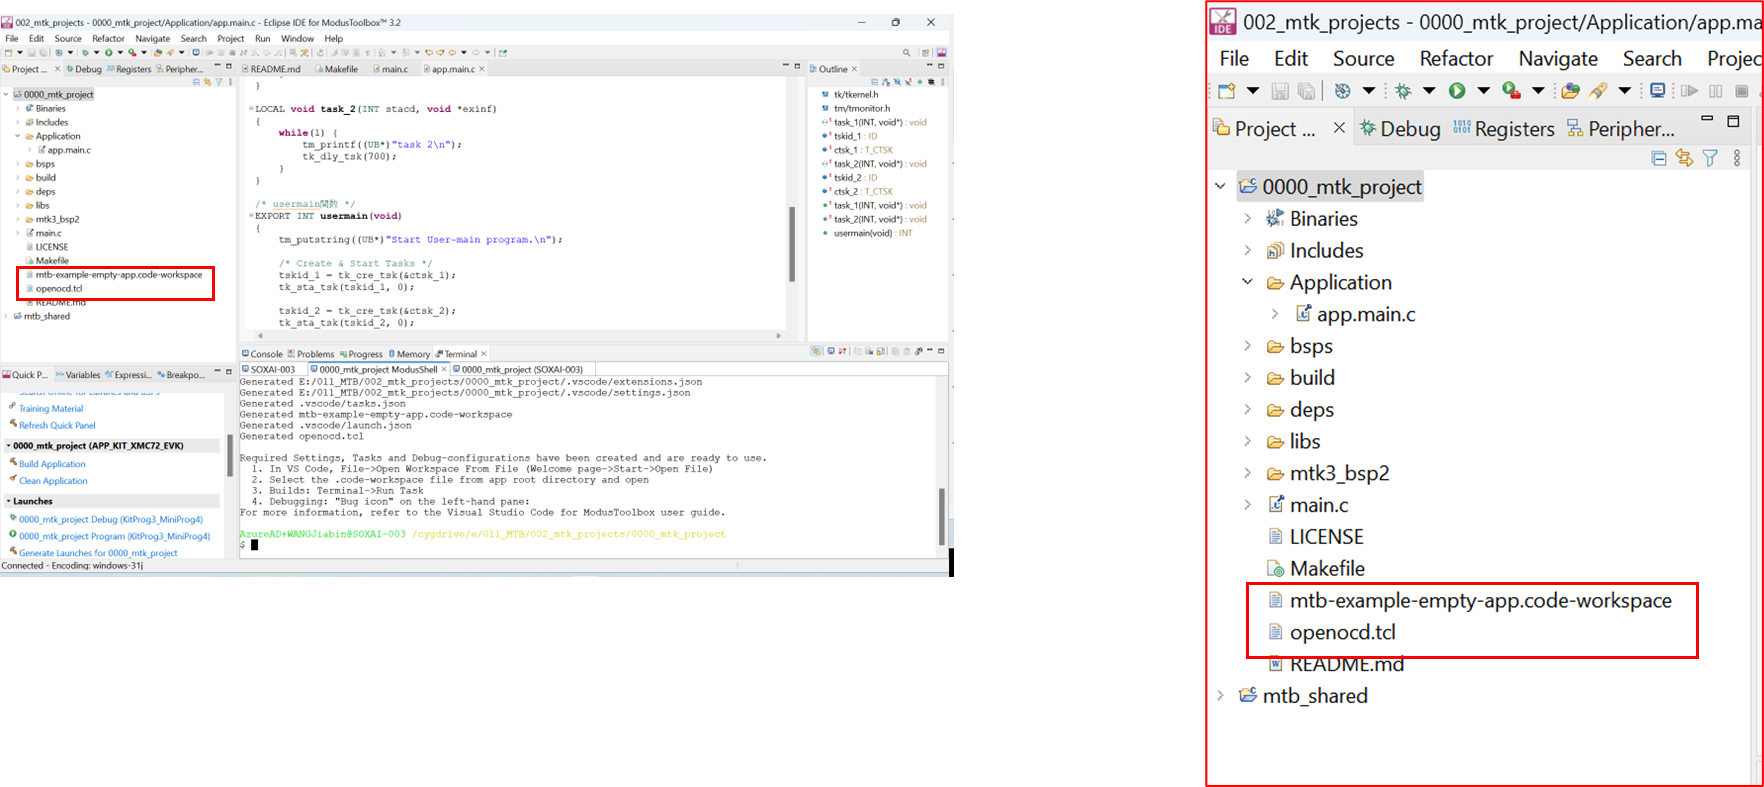 002_mtk_projects - 0000_mtk_project/Application/app.main.c - Eclipse IDE for ModusToolbox™ 3.2
File Edit Source Refactor Navigate Search Project Run Window Help
Project ... Debug Registers Peripher...
0000_mtk_project
Binaries
Includes
Application
app.main.c
bsps
build
deps
libs
mtk3_bsp2
main.c
LICENSE
Makefile
mtb-example-empty-app.code-workspace
openocd.tcl
README.md
mtb_shared
README.md Makefile main.c app.main.c
}
LOCAL void task_2(INT stacd, void *exinf)
{
while(1) {
tm_printf((UB*)"task 2\n");
tk_dly_tsk(700);
}
}
/* usermain関数 */
EXPORT INT usermain(void)
{
tm_putstring((UB*)"Start User-main program.\n");
/* Create & Start Tasks */
tskid_1 = tk_cre_tsk(&ctsk_1);
tk_sta_tsk(tskid_1, 0);
tskid_2 = tk_cre_tsk(&ctsk_2);
tk_sta_tsk(tskid_2, 0);
Outline
tk/tkernel.h
tm/tmonitor.h
task_1(INT, void*) : void
tskid_1 : ID
ctsk_1 : T_CTSK
task_2(INT, void*) : void
tskid_2 : ID
ctsk_2 : T_CTSK
task_1(INT, void*) : void
task_2(INT, void*) : void
usermain(void) : INT
Quick P... Variables Expressi... Breakpo...
Search Online for Libraries and BSPs
Training Material
Refresh Quick Panel
0000_mtk_project (APP_KIT_XMC72_EVK)
Build Application
Clean Application
Launches
0000_mtk_project Debug (KitProg3_MiniProg4)
0000_mtk_project Program (KitProg3_MiniProg4)
Generate Launches for 0000_mtk_project
Connected - Encoding: windows-31j
Console Problems Progress Memory Terminal
SOXAI-003 0000_mtk_project ModusShell 0000_mtk_project (SOXAI-003)
Generated E:/011_MTB/002_mtk_projects/0000_mtk_project/.vscode/extensions.json
Generated E:/011_MTB/002_mtk_projects/0000_mtk_project/.vscode/settings.json
Generated .vscode/tasks.json
Generated mtb-example-empty-app.code-workspace
Generated .vscode/launch.json
Generated openocd.tcl
Required Settings, Tasks and Debug-configurations have been created and are ready to use.
1. In VS Code, File->Open Workspace From File (Welcome page->Start->Open File)
2. Select the .code-workspace file from app root directory and open
3. Builds: Terminal->Run Task
4. Debugging: "Bug icon" on the left-hand pane:
For more information, refer to the Visual Studio Code for ModusToolbox user guide.
AzureAD+WANGJiabin@SOXAI-003 /cygdrive/e/011_MTB/002_mtk_projects/0000_mtk_project
$
IDE
002_mtk_projects - 0000_mtk_project/Application/app.ma
File Edit Source Refactor Navigate Search Projec
Project ... Debug Registers Peripher...
0000_mtk_project
Binaries
Includes
Application
app.main.c
bsps
build
deps
libs
mtk3_bsp2
main.c
LICENSE
Makefile
mtb-example-empty-app.code-workspace
openocd.tcl
README.md
mtb_shared